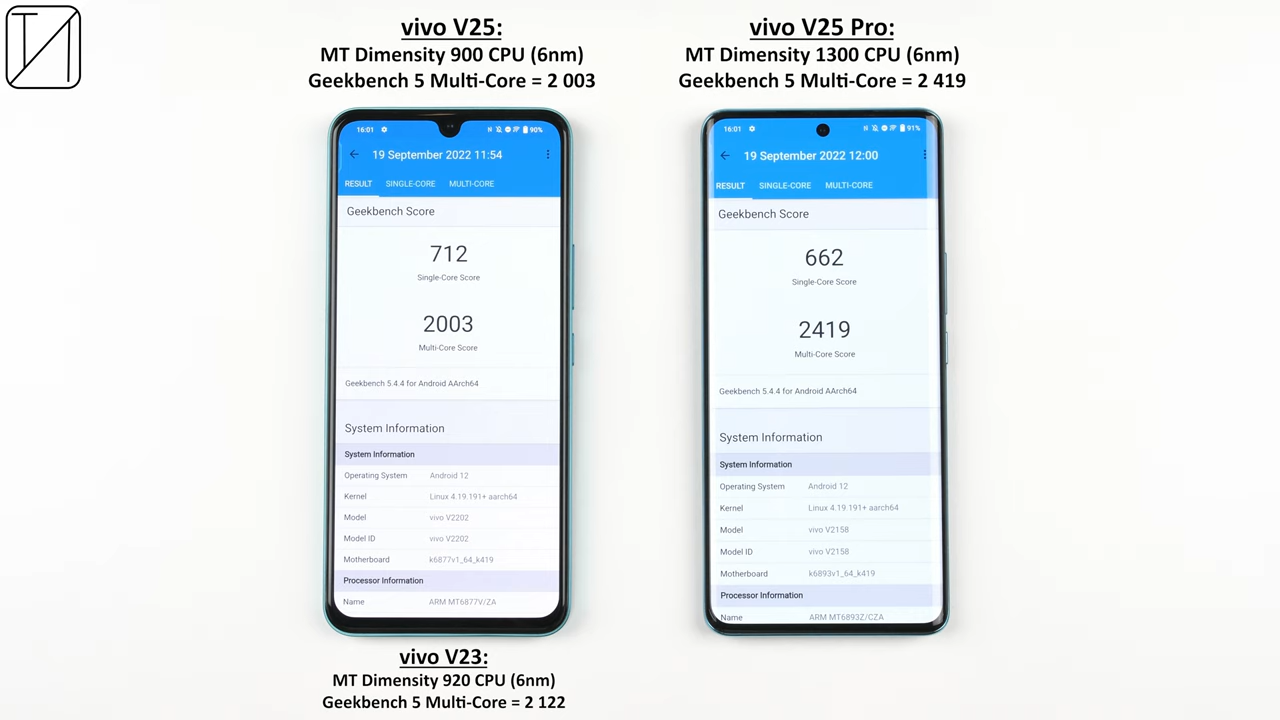 TN
vivo V25:
MT Dimensity 900 CPU (6nm)
Geekbench 5 Multi-Core = 2 003
vivo V25 Pro:
MT Dimensity 1300 CPU (6nm)
Geekbench 5 Multi-Core = 2 419
16:01 90%
19 September 2022 11:54
RESULT SINGLE-CORE MULTI-CORE
Geekbench Score
712
Single-Core Score
2003
Multi-Core Score
Geekbench 5.4.4 for Android AArch64
System Information
System Information
Operating System Android 12
Kernel Linux 4.19.191+ aarch64
Model vivo V2202
Model ID vivo V2202
Motherboard k6877v1_64_k419
Processor Information
Name ARM MT6877V/ZA
16:01 91%
19 September 2022 12:00
RESULT SINGLE-CORE MULTI-CORE
Geekbench Score
662
Single-Core Score
2419
Multi-Core Score
Geekbench 5.4.4 for Android AArch64
System Information
System Information
Operating System Android 12
Kernel Linux 4.19.191+ aarch64
Model vivo V2158
Model ID vivo V2158
Motherboard k6893v1_64_k419
Processor Information
Name ARM MT6893Z/CZA
vivo V23:
MT Dimensity 920 CPU (6nm)
Geekbench 5 Multi-Core = 2 122